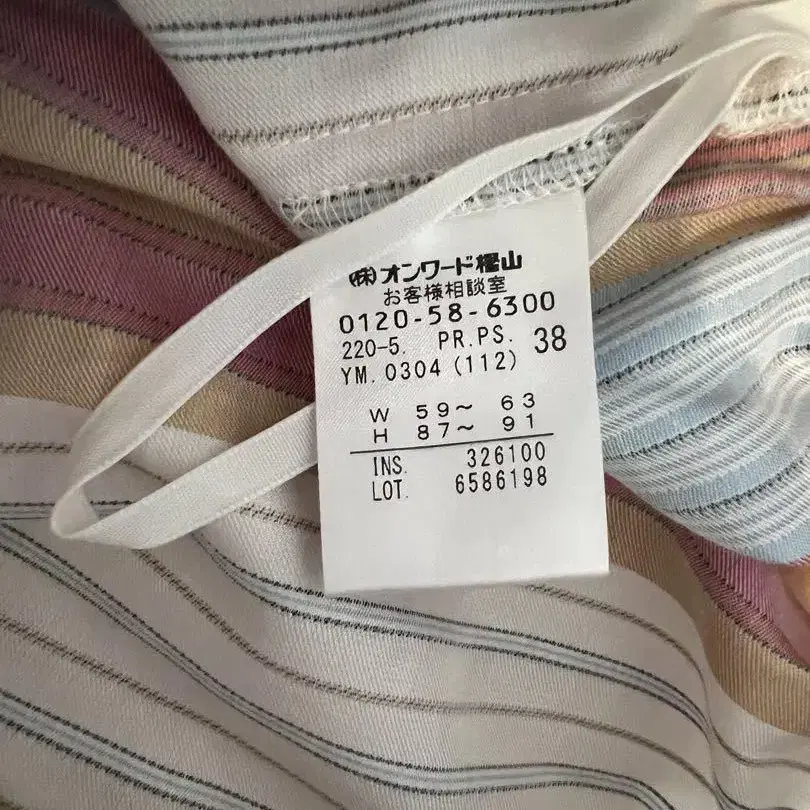 ㈱オンワード樫山
お客様相談室
0120-58-6300
220-5. PR.PS. 38
YM. 0304 (112)
W 59~ 63
H 87~ 91
INS. 326100
LOT. 6586198